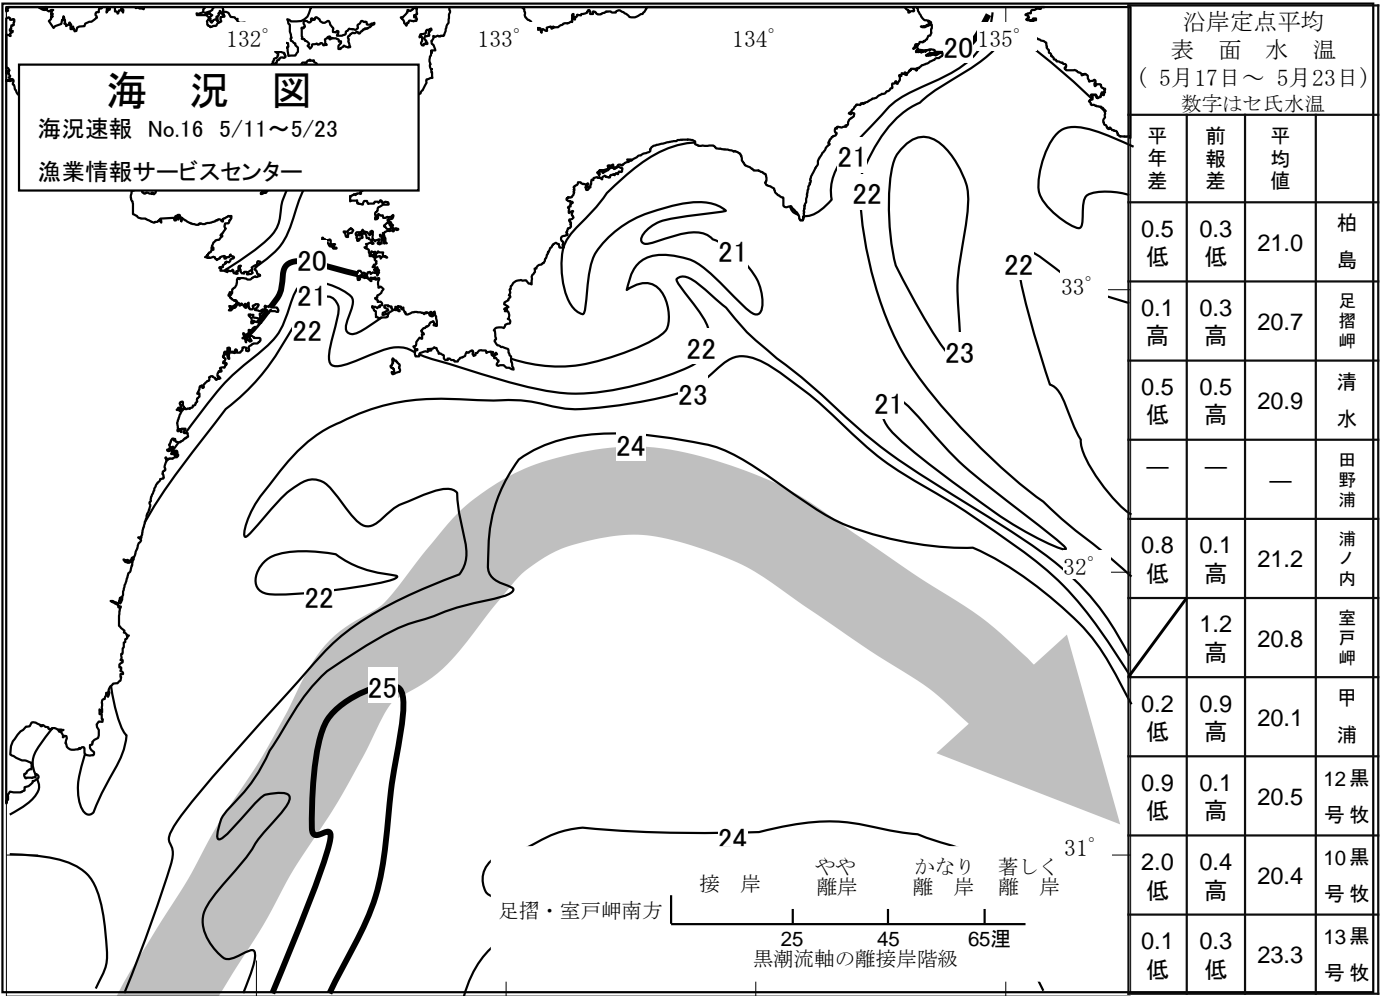 132°
133°
134°
135°
海 況 図
海況速報 No.16 5/11～5/23
漁業情報サービスセンター
20
21
22
20
21
22
21
22
23
22
33°
22
23
21
24
22
32°
25
24
31°
接 岸
やや
離岸
かなり
離 岸
著しく
離 岸
足摺・室戸岬南方
25 45 65浬
黒潮流軸の離接岸階級
沿岸定点平均
表 面 水 温
( 5月17日～ 5月23日)
数字はセ氏水温
平年差 前報差 平均値
0.5低 0.3低 21.0 柏島
0.1高 0.3高 20.7 足摺岬
0.5低 0.5高 20.9 清水
― ― ― 田野浦
0.8低 0.1高 21.2 浦ノ内
1.2高 20.8 室戸岬
0.2低 0.9高 20.1 甲浦
0.9低 0.1高 20.5 黒牧12号
2.0低 0.4高 20.4 黒牧10号
0.1低 0.3低 23.3 黒牧13号